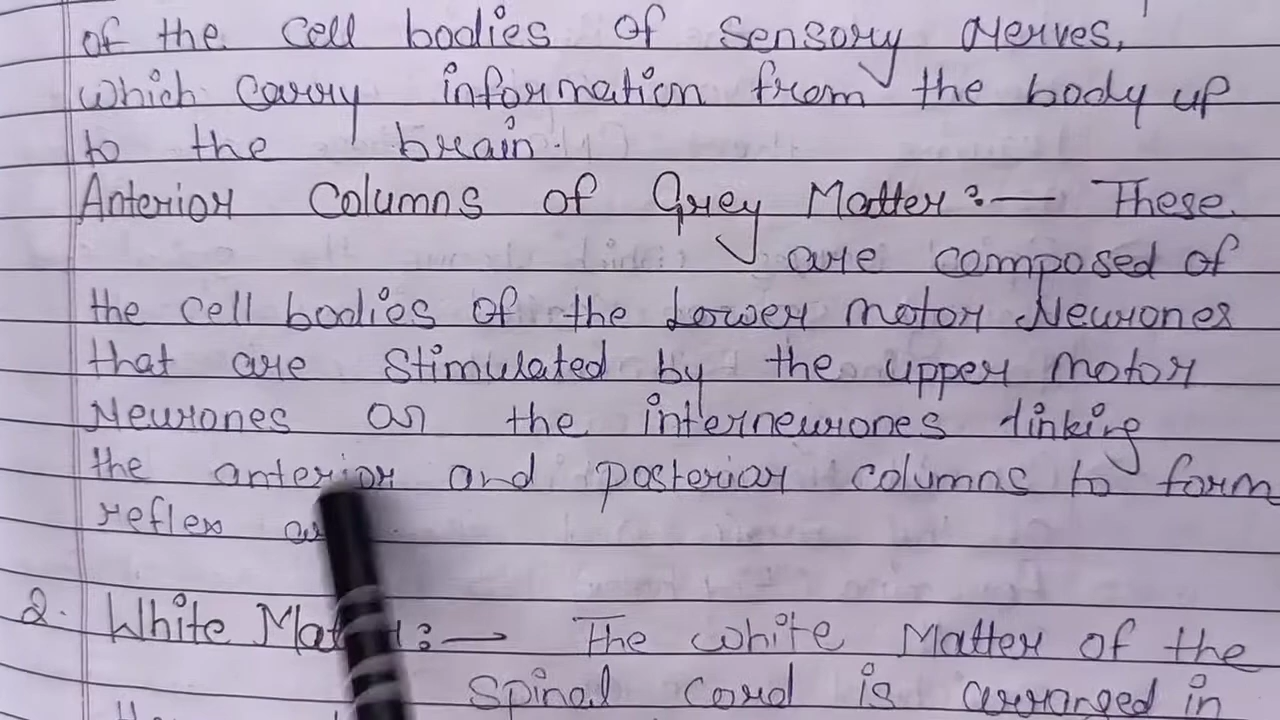 of the cell bodies of sensory nerves,
which carry information from the body up
to the brain.
Anterior Columns of Grey Matter:— These
are composed of
the cell bodies of the Lower motor Neurones
that are stimulated by the upper motor
Neurones or the interneurones linking
the anterior and posterior columns to form
reflex
2. White Matter:— The white Matter of the
spinal cord is arranged in